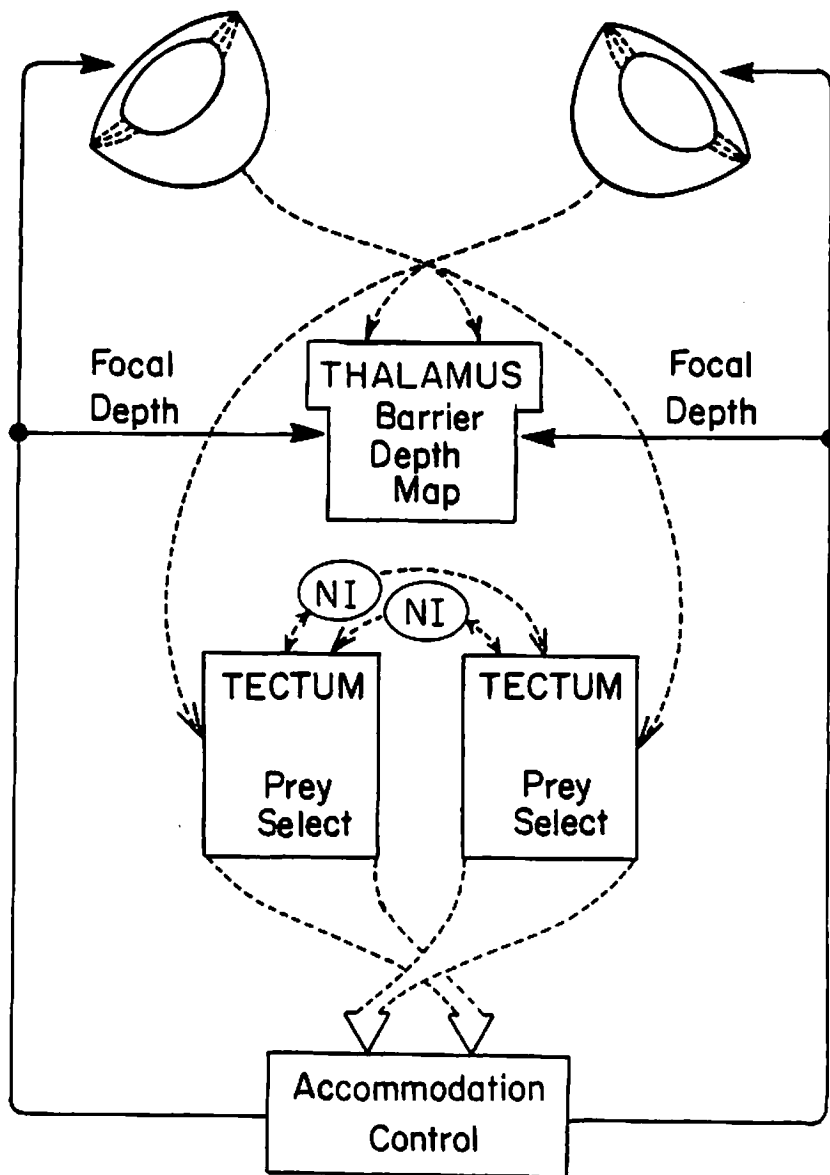 Focal
Depth
THALAMUS
Barrier
Depth
Map
Focal
Depth
NI
NI
TECTUM
Prey
Select
TECTUM
Prey
Select
Accommodation
Control